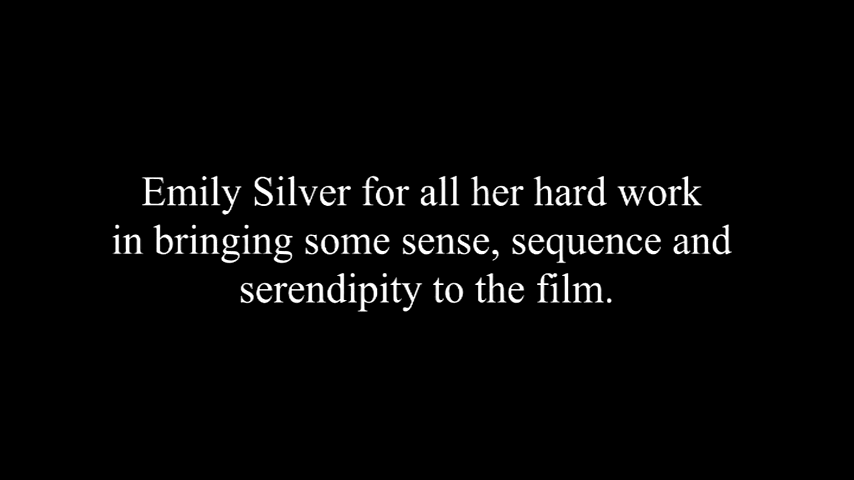 Emily Silver for all her hard work
in bringing some sense, sequence and
serendipity to the film.